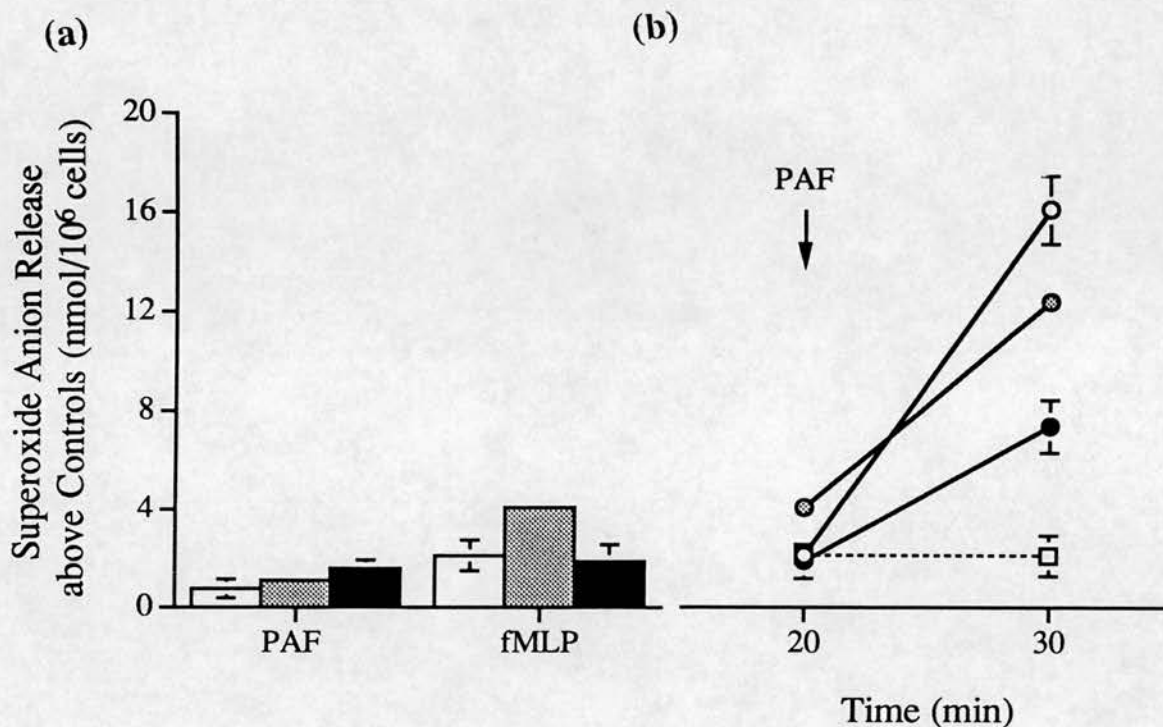 (a)
(b)
Superoxide Anion Release
above Controls (nmol/10⁶ cells)
20
16
12
8
4
0
PAF
fMLP
PAF
20
30
Time (min)